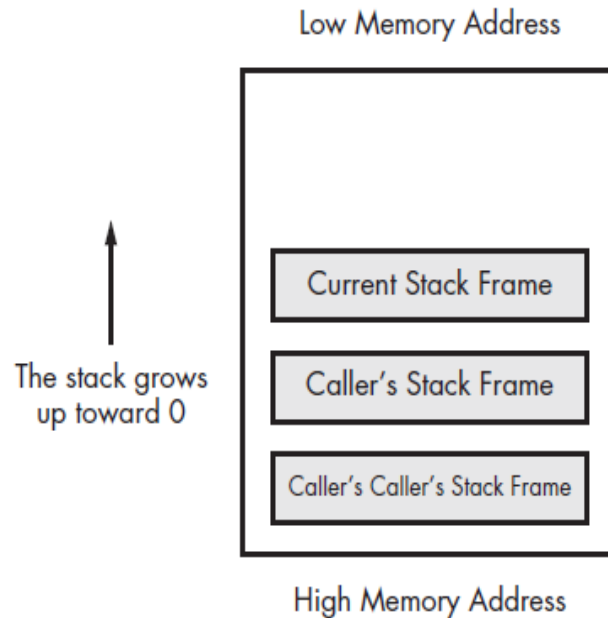 Low Memory Address
Current Stack Frame
The stack grows
up toward 0
Caller's Stack Frame
Caller's Caller's Stack Frame
High Memory Address